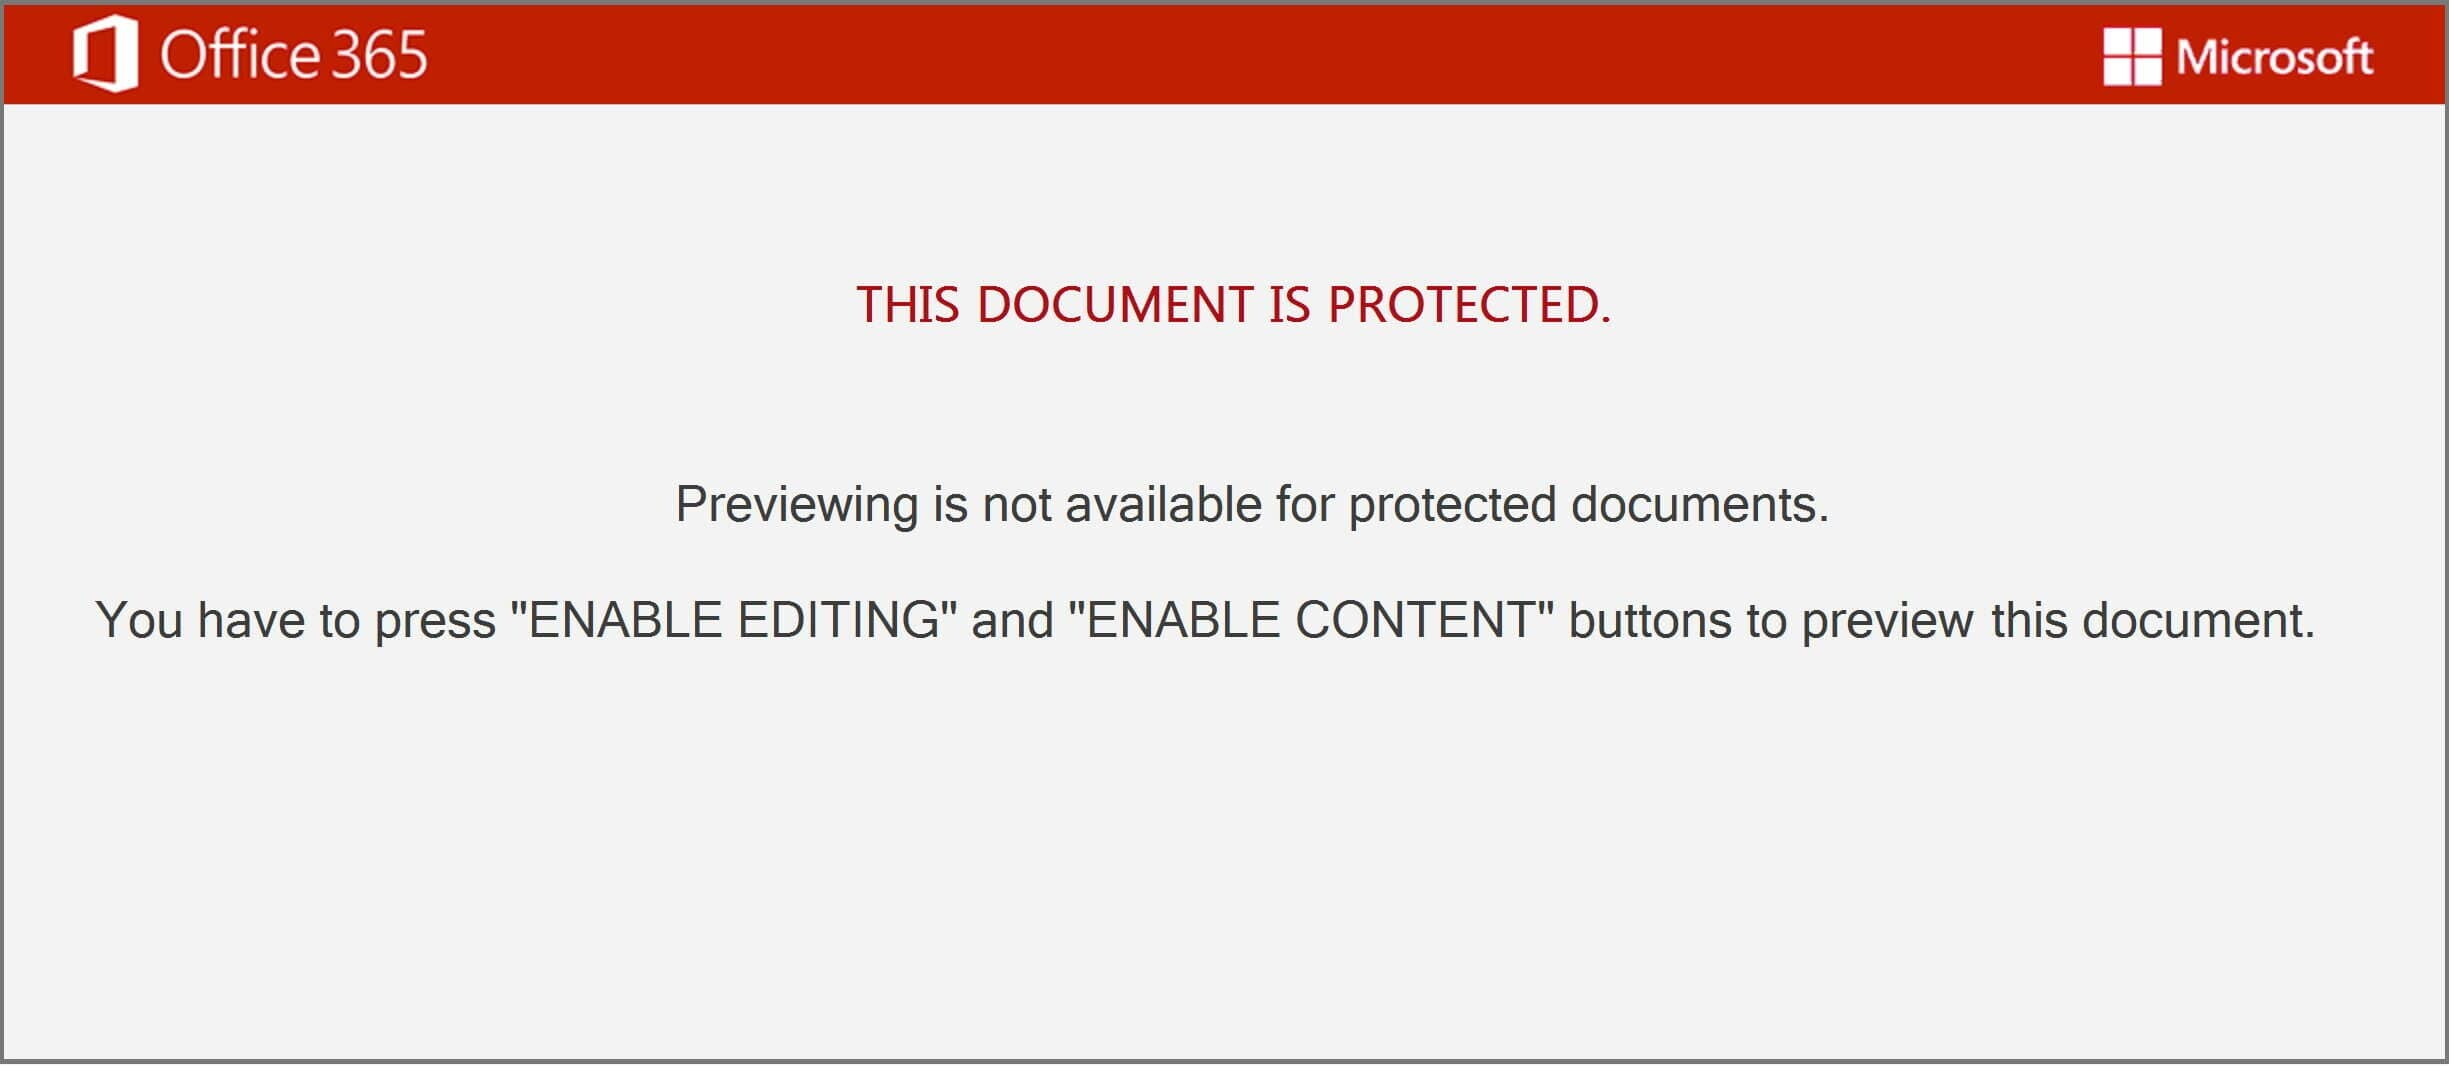 Office 365
Microsoft
THIS DOCUMENT IS PROTECTED.
Previewing is not available for protected documents.
You have to press "ENABLE EDITING" and "ENABLE CONTENT" buttons to preview this document.